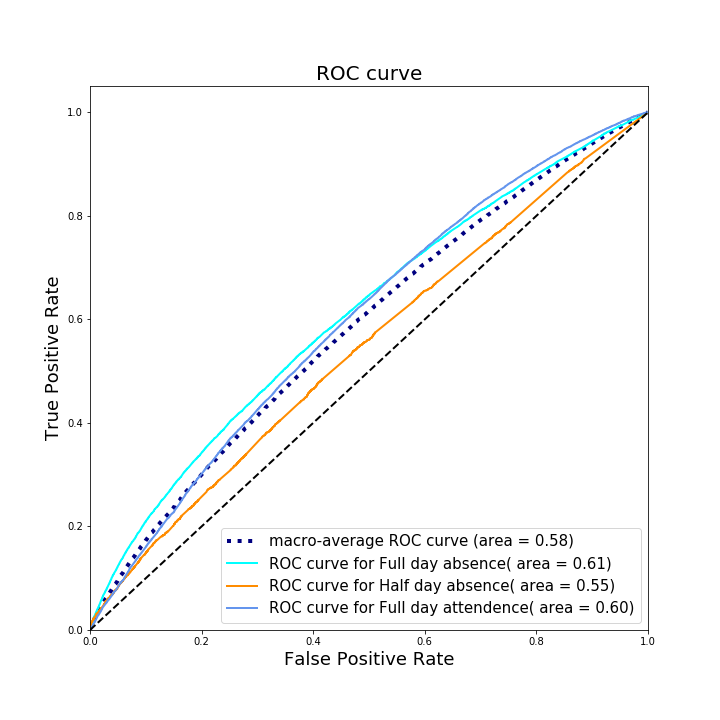 ROC curve
True Positive Rate
1.0
0.8
0.6
0.4
0.2
0.0
macro-average ROC curve (area = 0.58)
ROC curve for Full day absence( area = 0.61)
ROC curve for Half day absence( area = 0.55)
ROC curve for Full day attendence( area = 0.60)
0.0 0.2 0.4 0.6 0.8 1.0
False Positive Rate